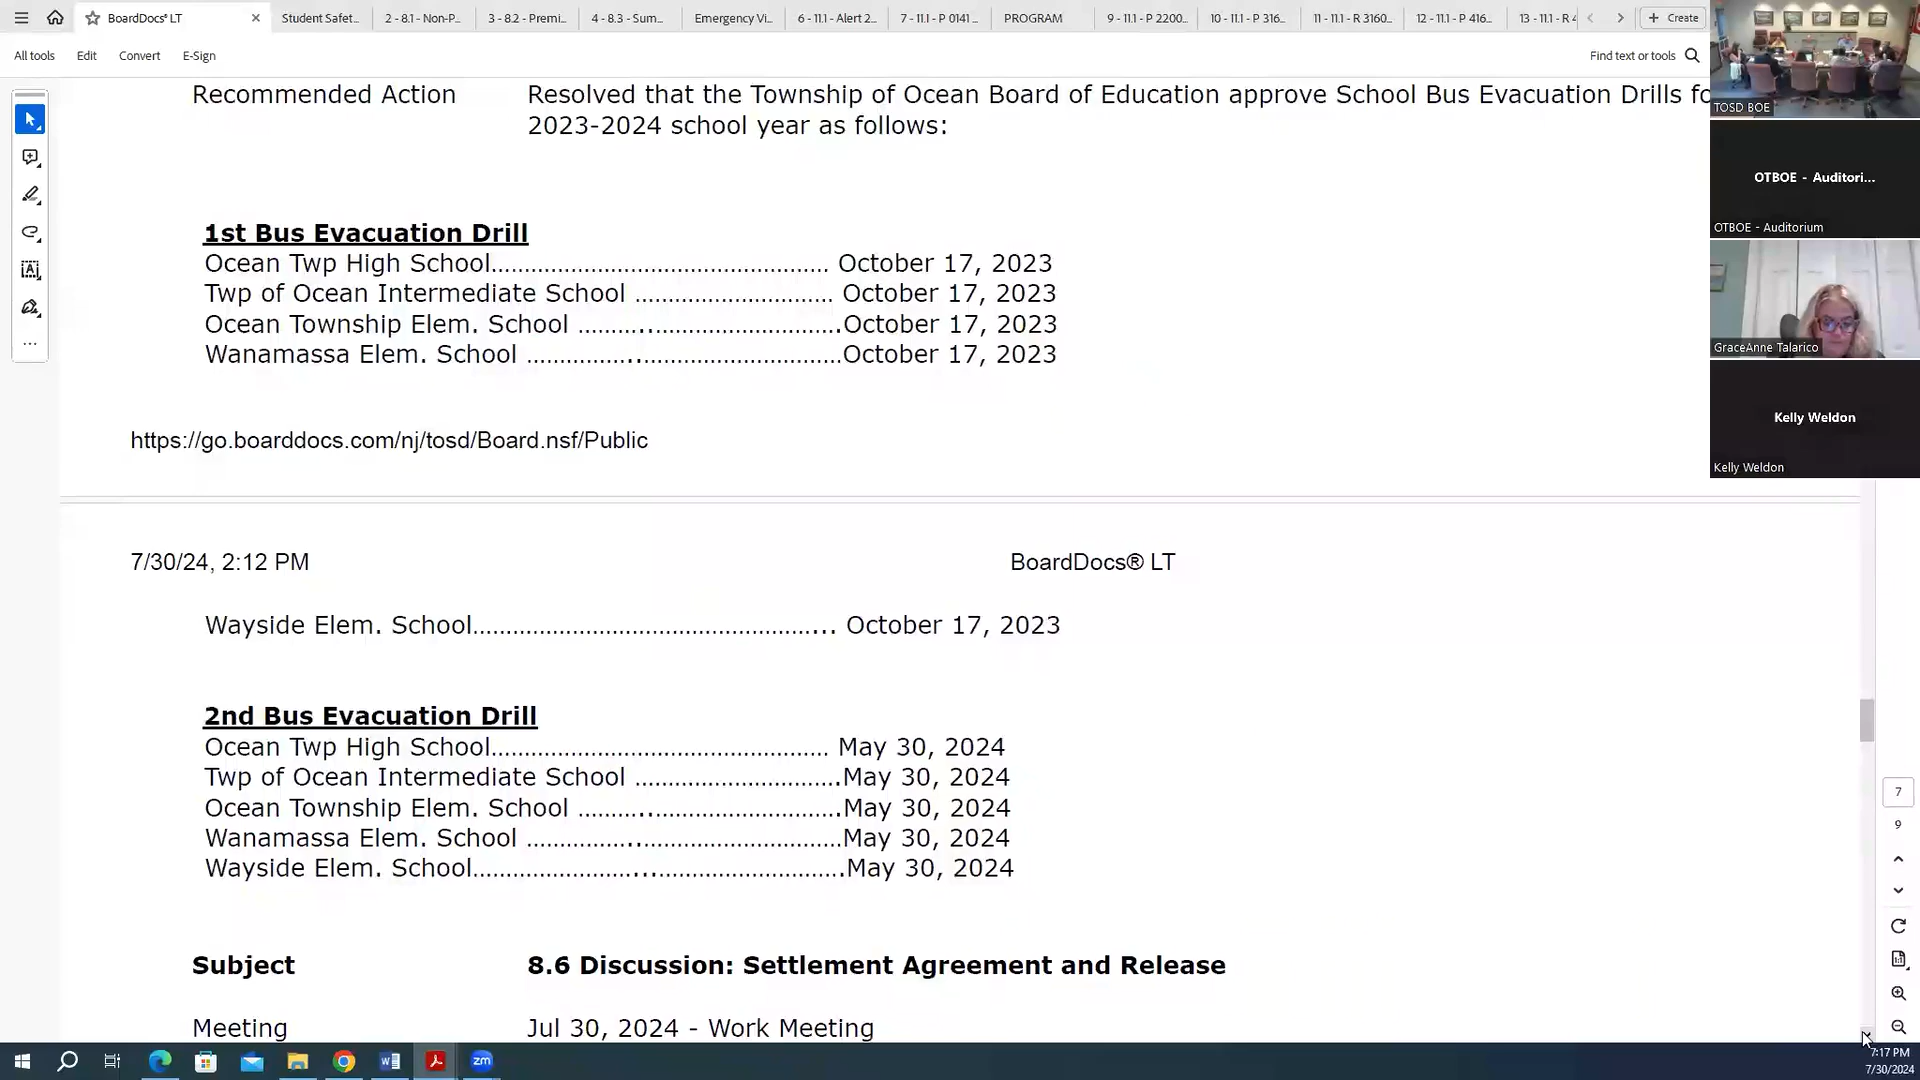 BoardDocs® LT
Student Safet...
2 - 8.1 - Non-P...
3 - 8.2 - Premi...
4 - 8.3 - Sum...
Emergency Vi...
6 - 11.1 - Alert 2...
7 - 11.1 - P 0141 ...
PROGRAM
9 - 11.1 - P 2200...
10 - 11.1 - P 316...
11 - 11.1 - R 3160...
12 - 11.1 - P 416...
13 - 11.1 - R 4
Create
All tools
Edit
Convert
E-Sign
Find text or tools
Recommended Action
Resolved that the Township of Ocean Board of Education approve School Bus Evacuation Drills fo
2023-2024 school year as follows:
1st Bus Evacuation Drill
Ocean Twp High School................................................... October 17, 2023
Twp of Ocean Intermediate School .............................. October 17, 2023
Ocean Township Elem. School ........................................October 17, 2023
Wanamassa Elem. School ................................................October 17, 2023
https://go.boarddocs.com/nj/tosd/Board.nsf/Public
7/30/24, 2:12 PM
BoardDocs® LT
Wayside Elem. School....................................................... October 17, 2023
2nd Bus Evacuation Drill
Ocean Twp High School................................................... May 30, 2024
Twp of Ocean Intermediate School ...............................May 30, 2024
Ocean Township Elem. School ........................................May 30, 2024
Wanamassa Elem. School ................................................May 30, 2024
Wayside Elem. School.........................................................May 30, 2024
Subject
8.6 Discussion: Settlement Agreement and Release
Meeting
Jul 30, 2024 - Work Meeting
TOSD BOE
OTBOE - Auditori...
OTBOE - Auditorium
GraceAnne Talarico
Kelly Weldon
Kelly Weldon
7
9
zm
7:17 PM
7/30/2024